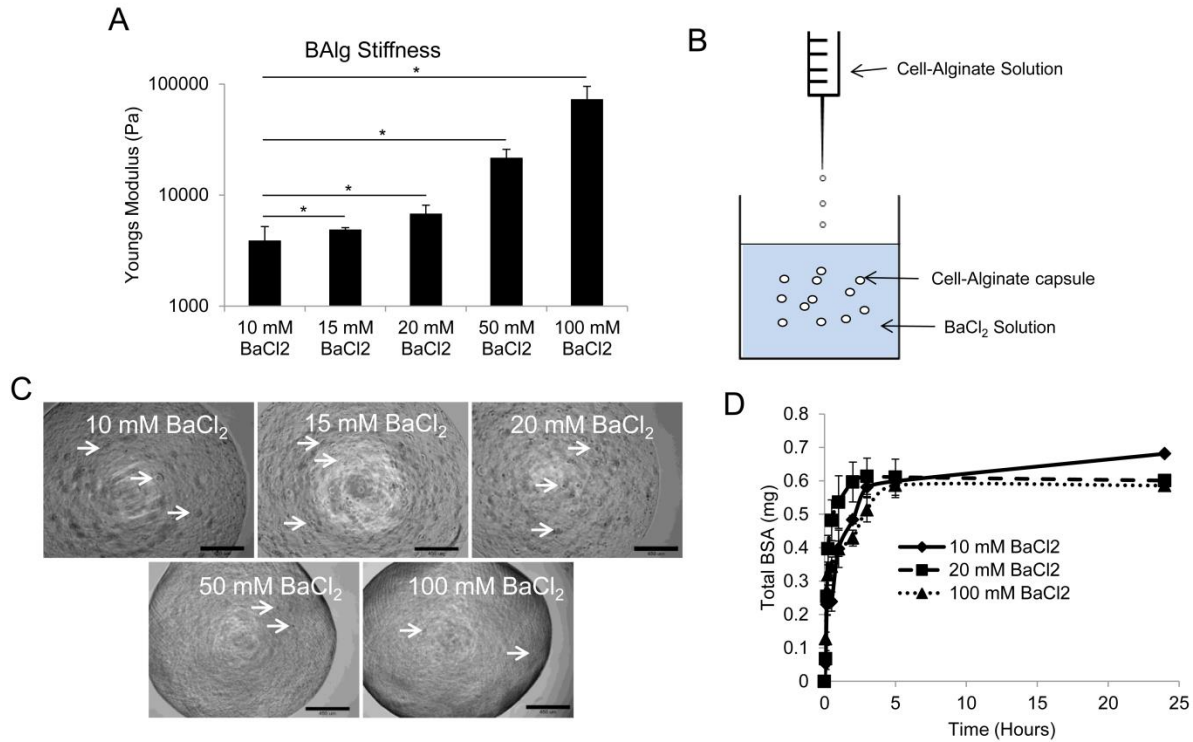 A
BAlg Stiffness
*
*
*
*
100000
10000
1000
Youngs Modulus (Pa)
10 mM
BaCl2
15 mM
BaCl2
20 mM
BaCl2
50 mM
BaCl2
100 mM
BaCl2
B
Cell-Alginate Solution
Cell-Alginate capsule
BaCl₂ Solution
C
10 mM BaCl₂
15 mM BaCl₂
20 mM BaCl₂
50 mM BaCl₂
100 mM BaCl₂
D
0.8
0.7
0.6
0.5
0.4
0.3
0.2
0.1
0
Total BSA (mg)
10 mM BaCl2
20 mM BaCl2
100 mM BaCl2
0 5 10 15 20 25
Time (Hours)